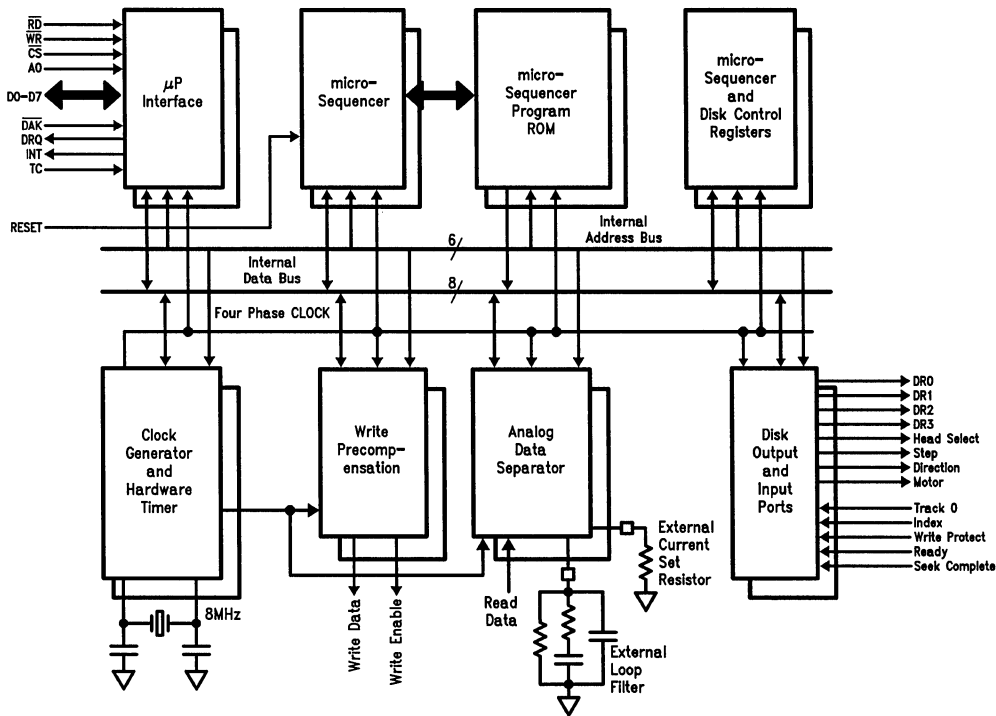 R̅D̅
W̅R̅
C̅S̅
A0
D0-D7
D̅A̅K̅
DRQ
INT
TC
RESET
μP
Interface
micro-
Sequencer
micro-
Sequencer
Program
ROM
micro-
Sequencer
and
Disk Control
Registers
6/
Internal
Address Bus
Internal
Data Bus
8/
Four Phase CLOCK
Clock
Generator
and
Hardware
Timer
Write
Precomp-
ensation
Analog
Data
Separator
Disk
Output
and
Input
Ports
DR0
DR1
DR2
DR3
Head Select
Step
Direction
Motor
Track 0
Index
Write Protect
Ready
Seek Complete
External
Current
Set
Resistor
8MHz
Write Data
Write Enable
Read
Data
External
Loop
Filter